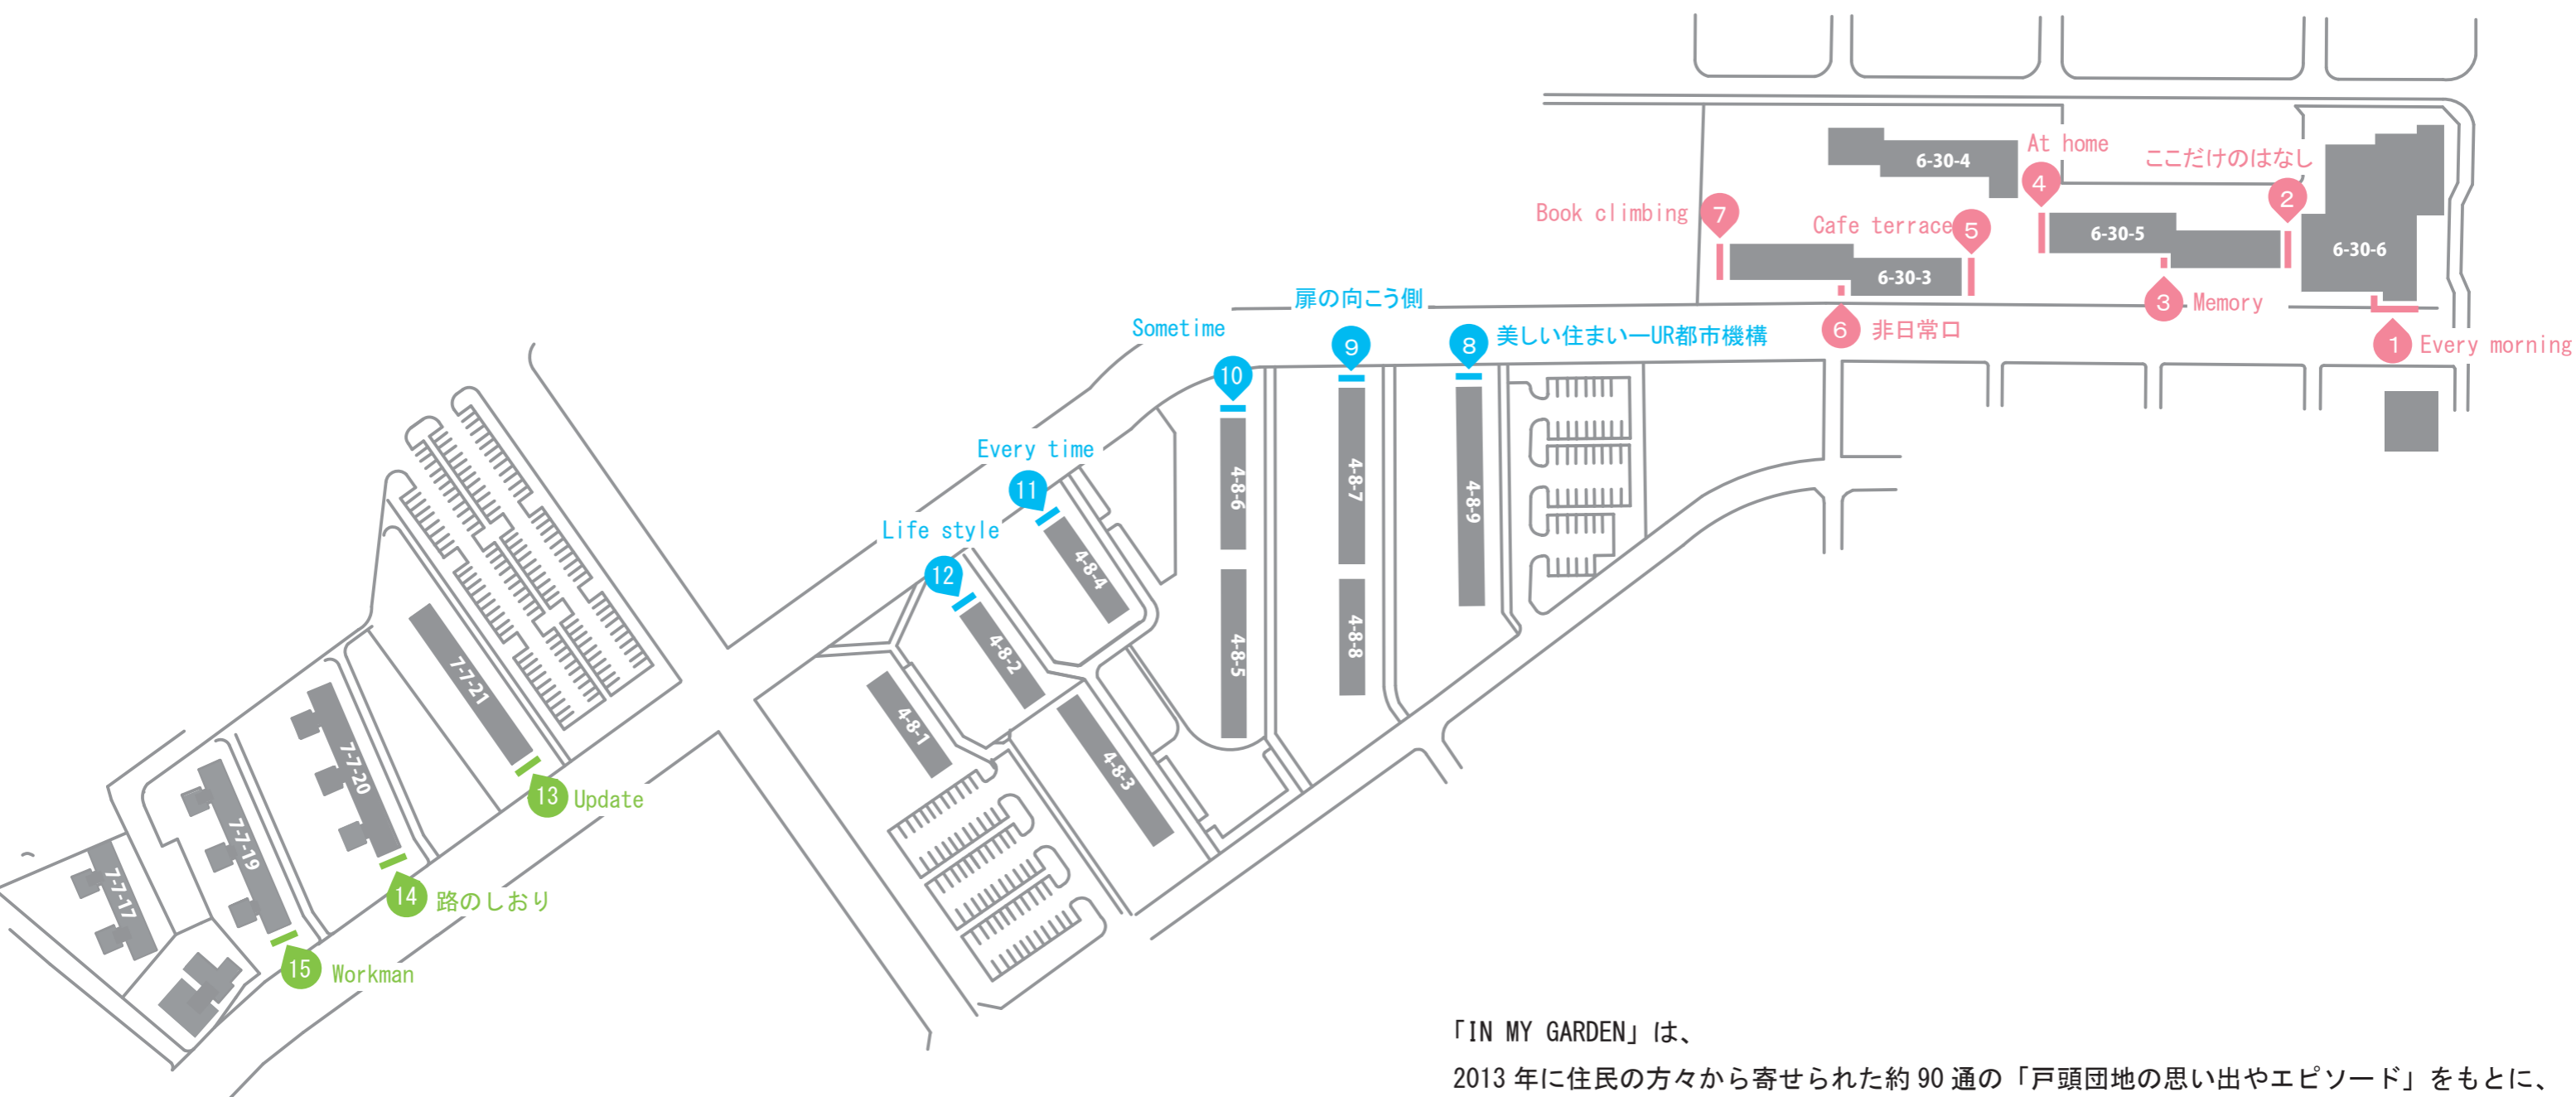 At home
6-30-4
ここだけのはなし
4
2
Book climbing
7
Cafe terrace
5
6-30-5
6-30-6
6-30-3
3
Memory
6
非日常口
1
Every morning
扉の向こう側
Sometime
9
8
美しい住まい―UR都市機構
10
Every time
11
4-8-6
4-8-7
4-8-9
Life style
12
4-8-4
4-8-2
4-8-5
4-8-8
7-7-21
4-8-1
4-8-3
7-7-20
13
Update
7-7-19
7-7-17
14
路のしおり
15
Workman
「IN MY GARDEN」は、
2013 年に住民の方々から寄せられた約 90 通の「戸頭団地の思い出やエピソード」をもとに、